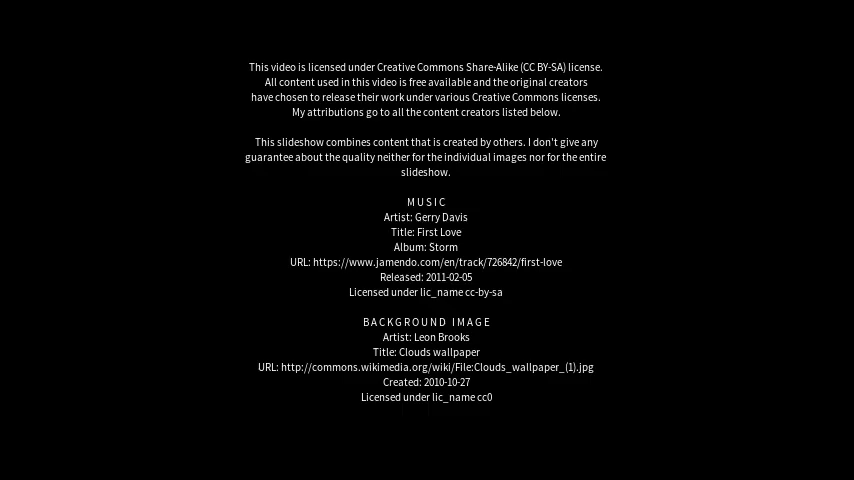 This video is licensed under Creative Commons Share-Alike (CC BY-SA) license.
All content used in this video is free available and the original creators
have chosen to release their work under various Creative Commons licenses.
My attributions go to all the content creators listed below.
This slideshow combines content that is created by others. I don't give any
guarantee about the quality neither for the individual images nor for the entire
slideshow.
MUSIC
Artist: Gerry Davis
Title: First Love
Album: Storm
URL: https://www.jamendo.com/en/track/726842/first-love
Released: 2011-02-05
Licensed under lic_name cc-by-sa
BACKGROUND IMAGE
Artist: Leon Brooks
Title: Clouds wallpaper
URL: http://commons.wikimedia.org/wiki/File:Clouds_wallpaper_(1).jpg
Created: 2010-10-27
Licensed under lic_name cc0